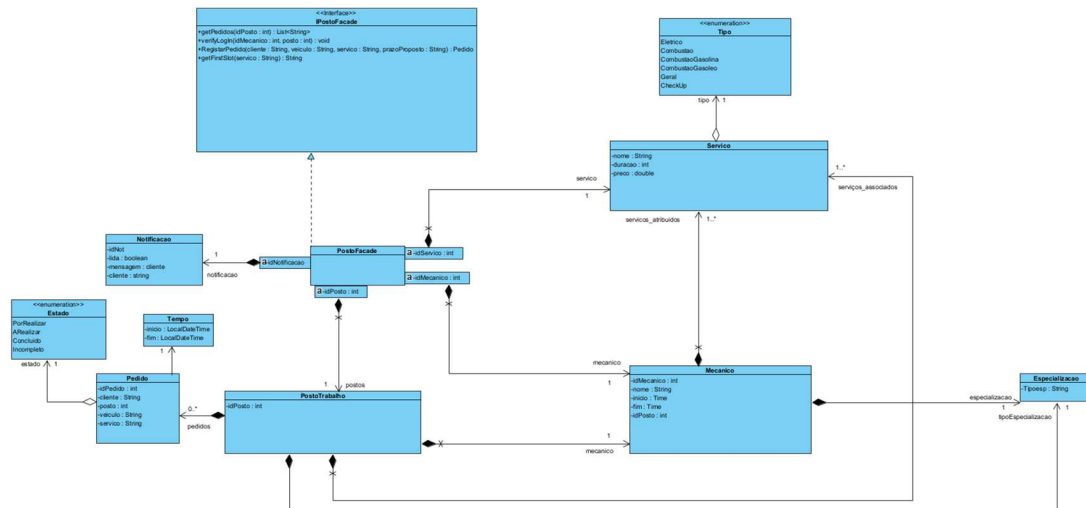 <<Interface>>
IPostoFacade
+getPedidos(idPosto : int) : List<String>
+verifyLogIn(idMecanico : int, posto : int) : void
+RegistarPedido(cliente : String, veiculo : String, servico : String, prazoProposto : String) : Pedido
+getFirstSlot(servico : String) : String
<<enumeration>>
Tipo
Eletrico
Combustao
CombustaoGasolina
CombustaoGasoleo
Geral
CheckUp
tipo
1
Servico
-nome : String
-duracao : int
-preco : double
servico
1
1..*
serviços_associados
servicos_atribuidos
1..*
Notificacao
-idNot
-lida : boolean
-mensagem : cliente
-cliente : string
1
notificacao
a-idNotificacao
PostoFacade
a-idServico : int
a-idMecanico : int
a-idPosto : int
<<enumeration>>
Estado
PorRealizar
ARealizar
Concluido
Incompleto
estado
1
Tempo
-inicio : LocalDateTime
-fim : LocalDateTime
1
Pedido
-idPedido : int
-cliente : String
-posto : int
-veiculo : String
-servico : String
0..*
pedidos
1
postos
PostoTrabalho
-idPosto : int
mecanico
1
1
mecanico
Mecanico
-idMecanico : int
-nome : String
-inicio : Time
-fim : Time
-idPosto : int
especializacao
1
Especializacao
-Tipoesp : String
1
tipoEspecializacao